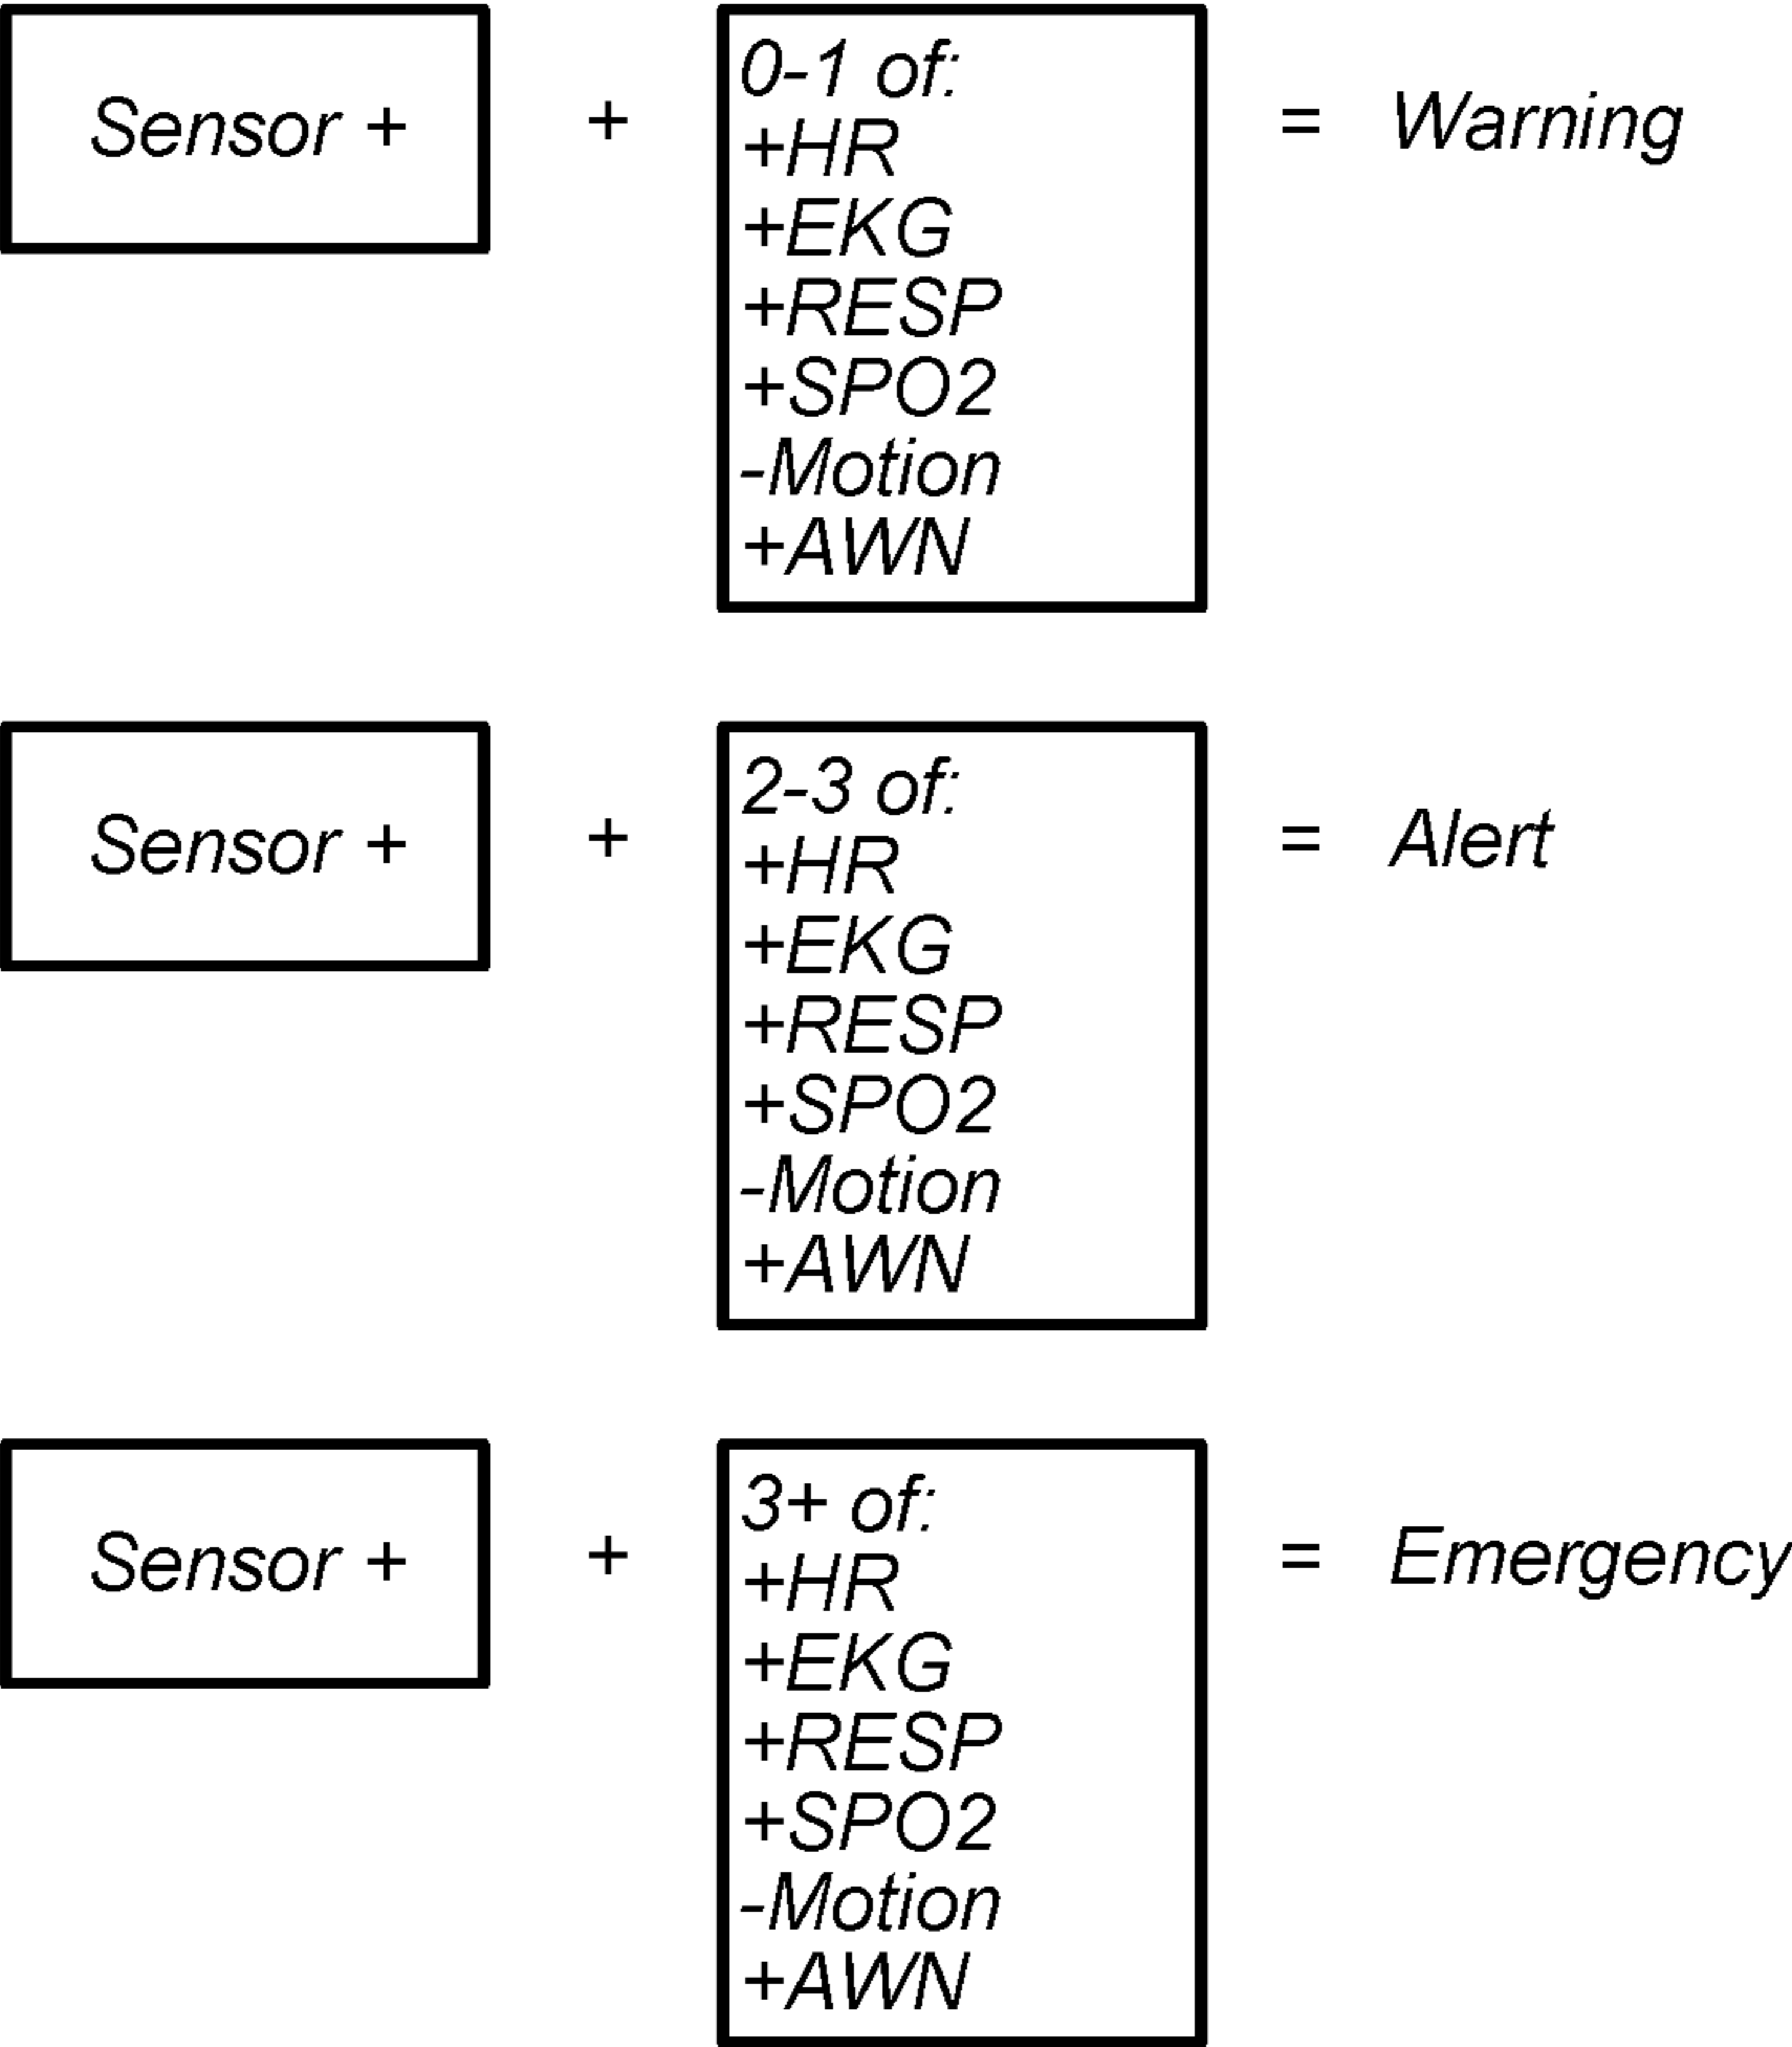 Sensor +
+
0-1 of:
+HR
+EKG
+RESP
+SPO2
-Motion
+AWN
= Warning
Sensor +
+
2-3 of:
+HR
+EKG
+RESP
+SPO2
-Motion
+AWN
= Alert
Sensor +
+
3+ of:
+HR
+EKG
+RESP
+SPO2
-Motion
+AWN
= Emergency